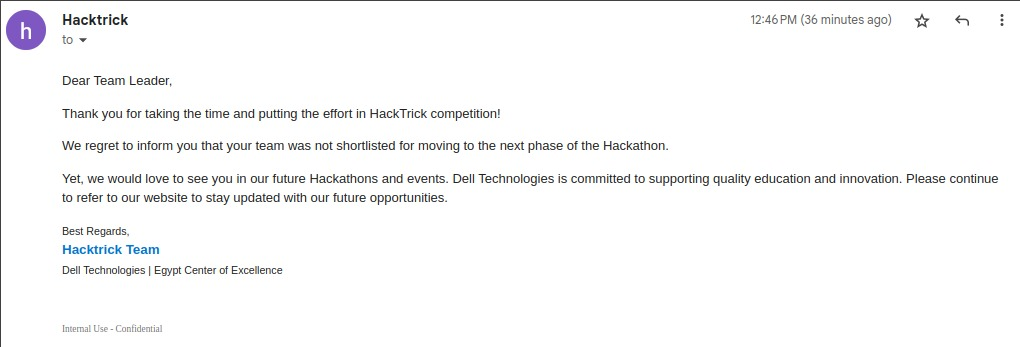 h
Hacktrick
12:46 PM (36 minutes ago)
to
Dear Team Leader,
Thank you for taking the time and putting the effort in HackTrick competition!
We regret to inform you that your team was not shortlisted for moving to the next phase of the Hackathon.
Yet, we would love to see you in our future Hackathons and events. Dell Technologies is committed to supporting quality education and innovation. Please continue
to refer to our website to stay updated with our future opportunities.
Best Regards,
Hacktrick Team
Dell Technologies | Egypt Center of Excellence
Internal Use - Confidential